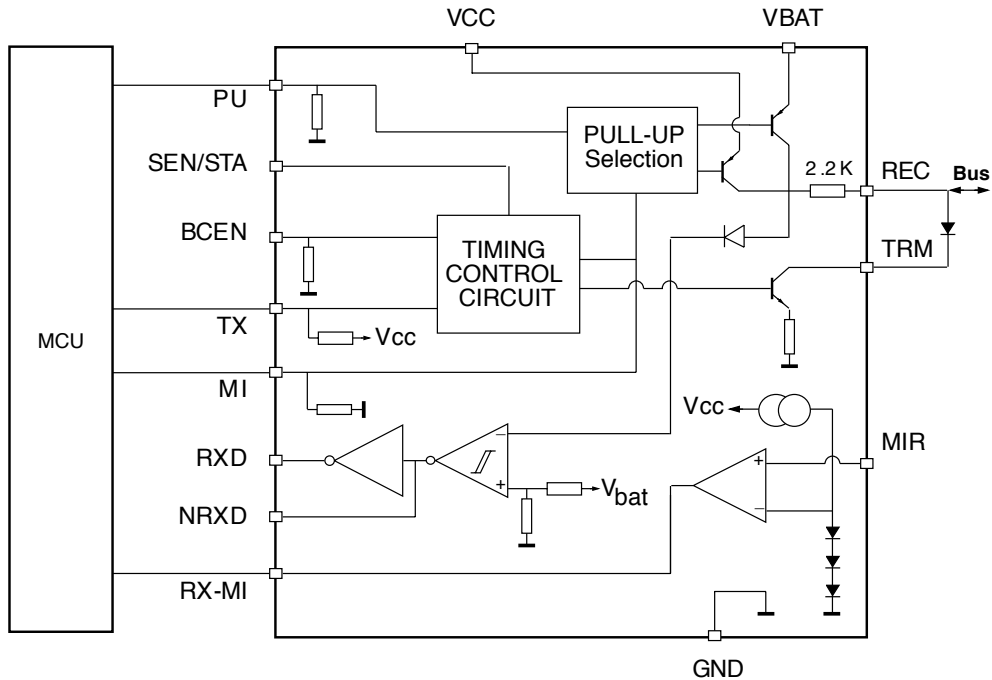 VCC
VBAT
PU
PULL-UP
Selection
SEN/STA
2.2K
REC
Bus
BCEN
TIMING
CONTROL
CIRCUIT
TRM
TX
Vcc
MCU
MI
Vcc
MIR
RXD
−
+
+
−
Vbat
NRXD
RX-MI
GND